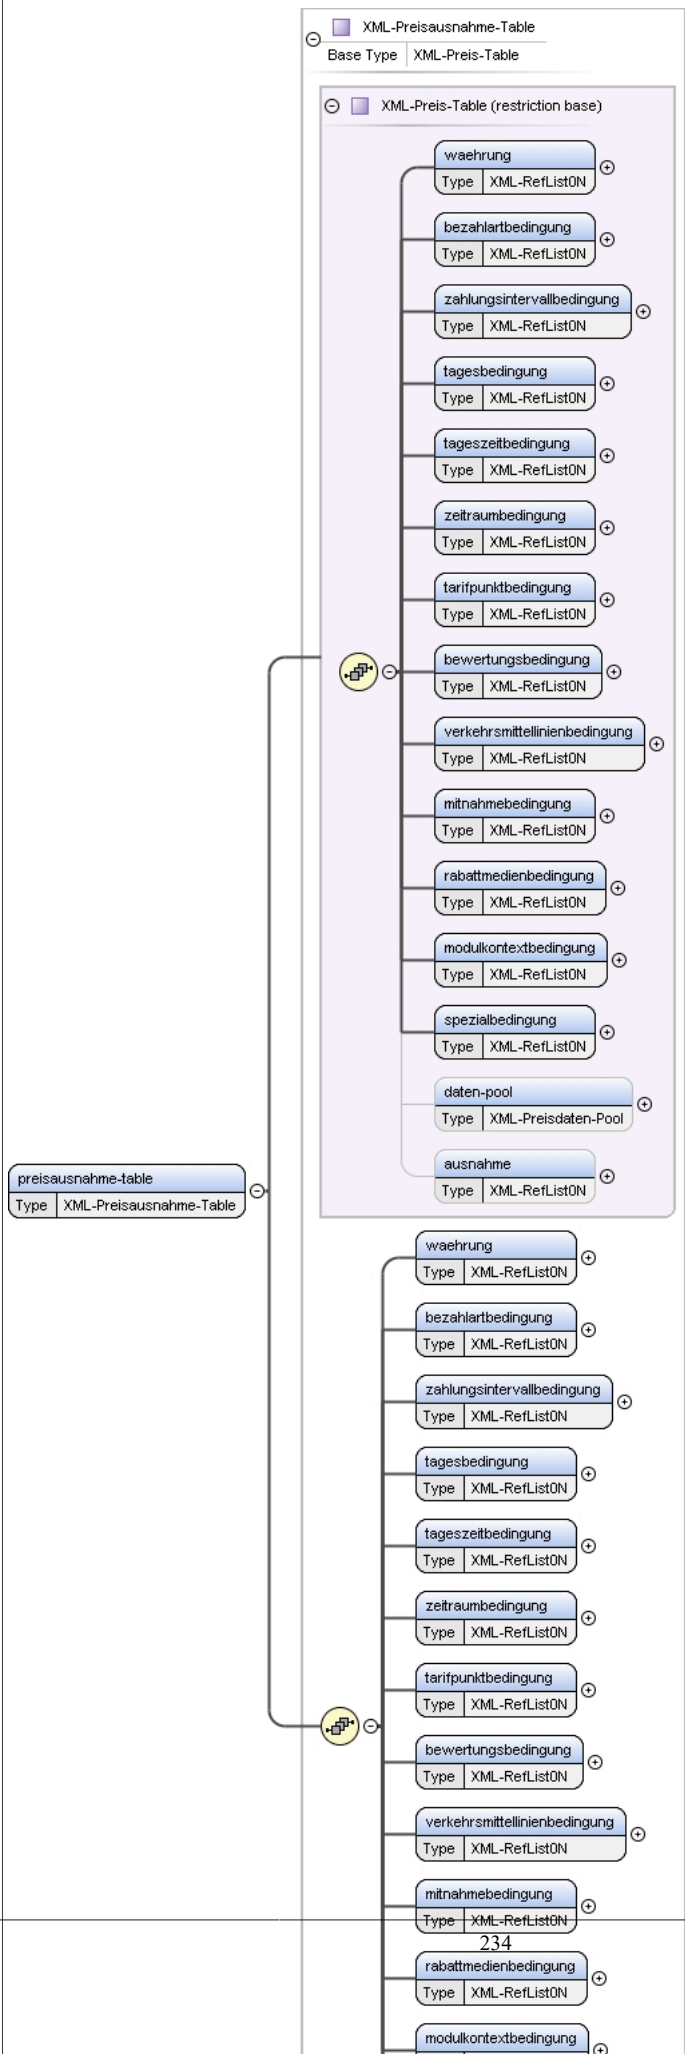 XML-Preisausnahme-Table
Base Type XML-Preis-Table
XML-Preis-Table (restriction base)
waehrung
Type XML-RefList0N
bezahlartbedingung
Type XML-RefList0N
zahlungsintervallbedingung
Type XML-RefList0N
tagesbedingung
Type XML-RefList0N
tageszeitbedingung
Type XML-RefList0N
zeitraumbedingung
Type XML-RefList0N
tarifpunktbedingung
Type XML-RefList0N
bewertungsbedingung
Type XML-RefList0N
verkehrsmittellinienbedingung
Type XML-RefList0N
mitnahmebedingung
Type XML-RefList0N
rabattmedienbedingung
Type XML-RefList0N
modulkontextbedingung
Type XML-RefList0N
spezialbedingung
Type XML-RefList0N
daten-pool
Type XML-Preisdaten-Pool
ausnahme
Type XML-RefList0N
preisausnahme-table
Type XML-Preisausnahme-Table
waehrung
Type XML-RefList0N
bezahlartbedingung
Type XML-RefList0N
zahlungsintervallbedingung
Type XML-RefList0N
tagesbedingung
Type XML-RefList0N
tageszeitbedingung
Type XML-RefList0N
zeitraumbedingung
Type XML-RefList0N
tarifpunktbedingung
Type XML-RefList0N
bewertungsbedingung
Type XML-RefList0N
verkehrsmittellinienbedingung
Type XML-RefList0N
mitnahmebedingung
Type XML-RefList0N
234
rabattmedienbedingung
Type XML-RefList0N
modulkontextbedingung